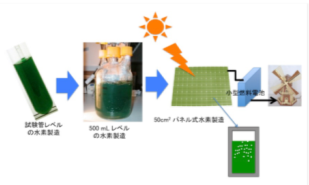 試験管レベル
の水素製造
500 mL レベル
の水素製造
50cm² パネル式水素製造
小型燃料電池